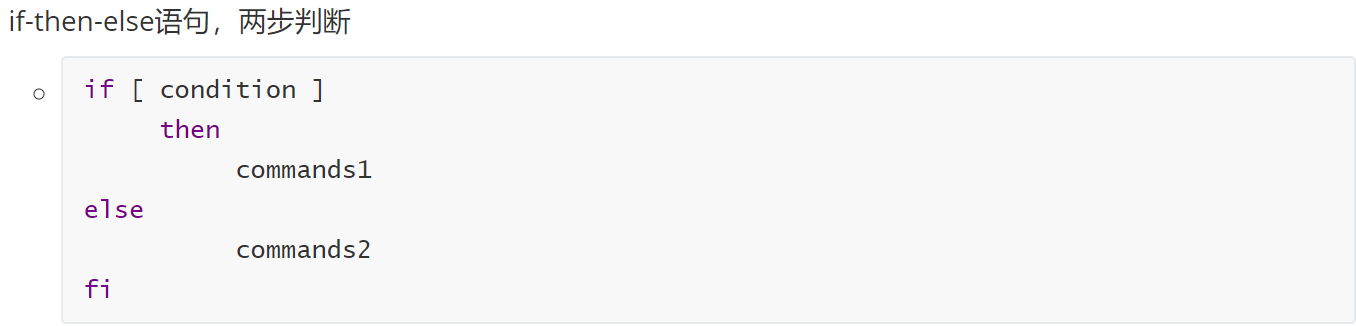 if-then-else语句，两步判断
if [ condition ]
then
commands1
else
commands2
fi